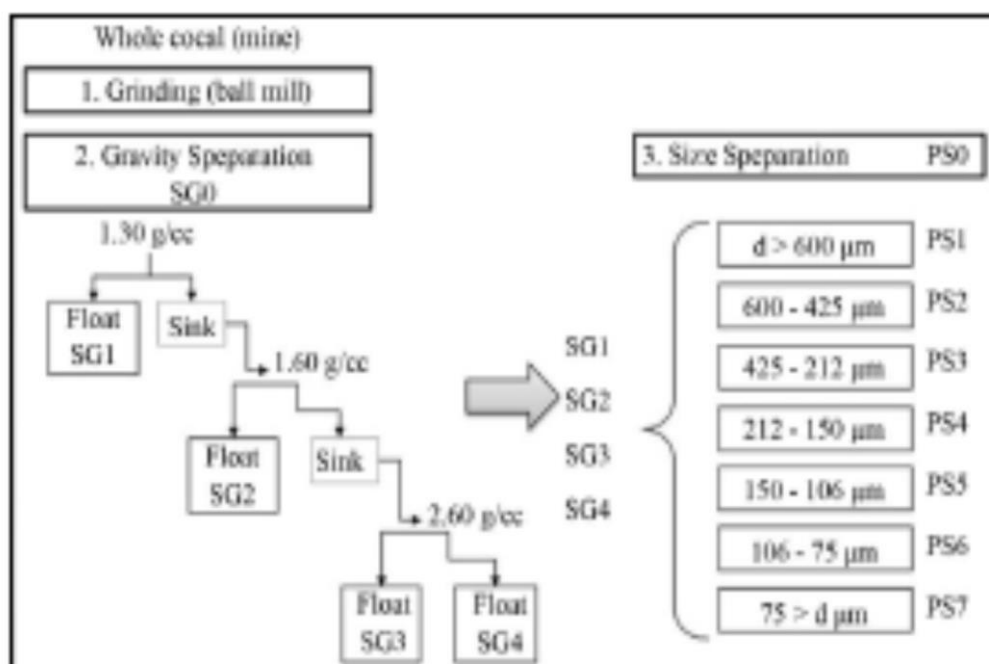 Whole cocal (mine)
1. Grinding (ball mill)
2. Gravity Speparation
SG0
1.30 g/cc
Float
SG1
Sink
1.60 g/cc
Float
SG2
Sink
2.60 g/cc
Float
SG3
Float
SG4
SG1
SG2
SG3
SG4
3. Size Speparation PS0
d > 600 μm PS1
600 - 425 μm PS2
425 - 212 μm PS3
212 - 150 μm PS4
150 - 106 μm PS5
106 - 75 μm PS6
75 > d μm PS7